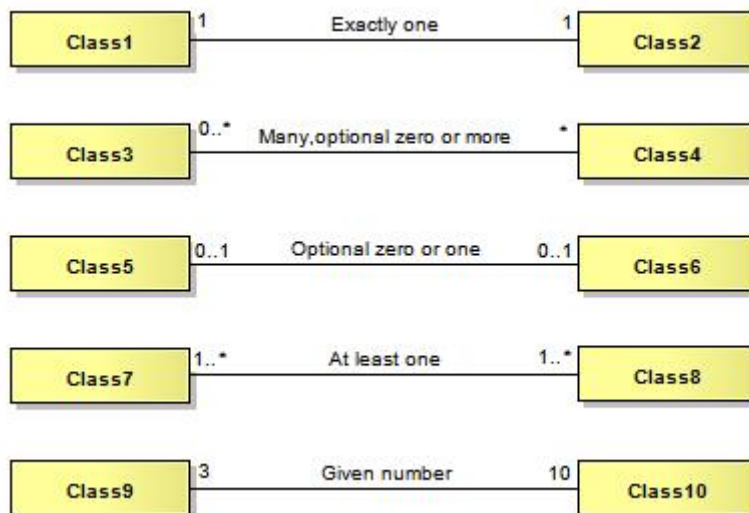 1 Exactly one 1
Class1 Class2
0..* Many,optional zero or more *
Class3 Class4
0..1 Optional zero or one 0..1
Class5 Class6
1..* At least one 1..*
Class7 Class8
3 Given number 10
Class9 Class10